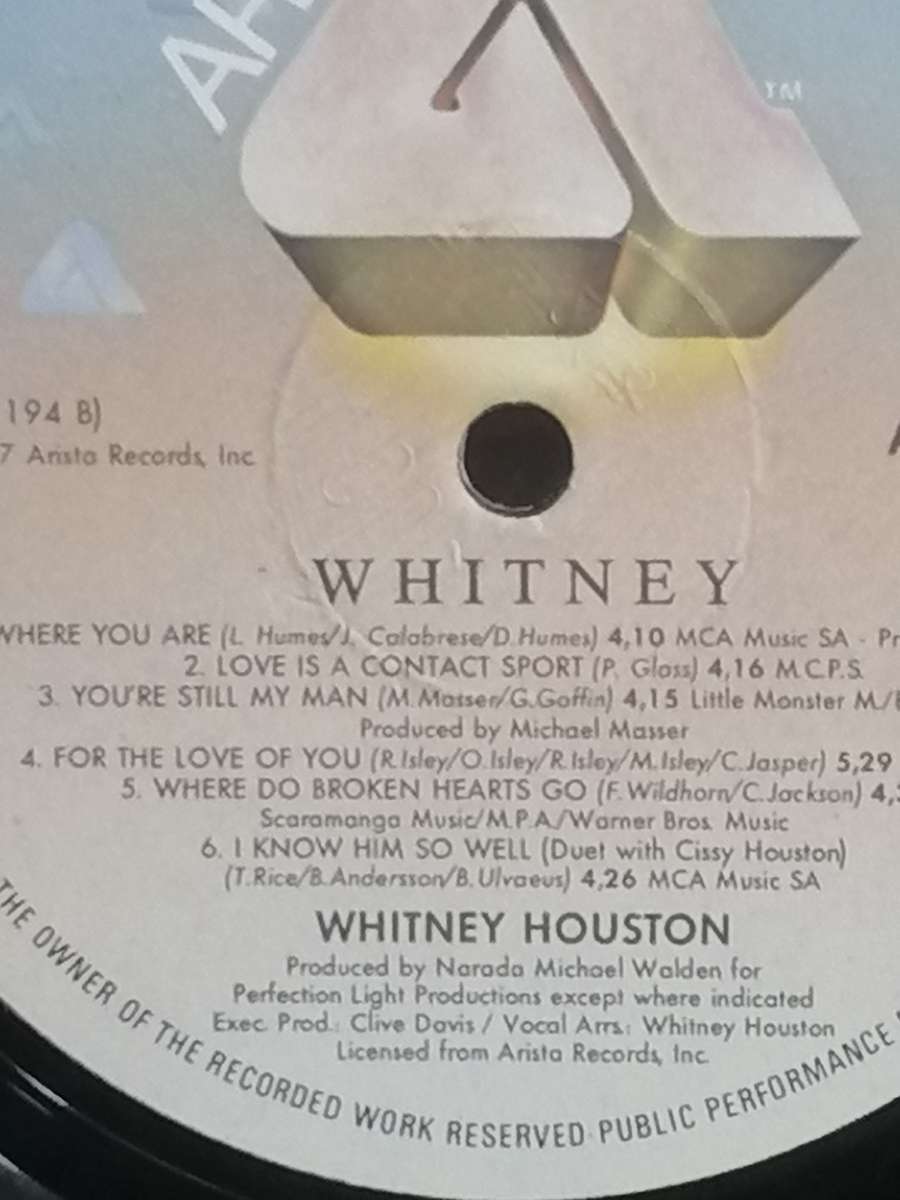 TM
194 B)
7 Arista Records, Inc.
WHITNEY
WHERE YOU ARE (L. Humes/J. Calabrese/D.Humes) 4,10 MCA Music SA - Pr
2. LOVE IS A CONTACT SPORT (P. Glass) 4,16 M.C.P.S.
3. YOU'RE STILL MY MAN (M.Masser/G.Goffin) 4,15 Little Monster M./
Produced by Michael Masser
4. FOR THE LOVE OF YOU (R.Isley/O.Isley/R.Isley/M.Isley/C.Jasper) 5,29
5. WHERE DO BROKEN HEARTS GO (F.Wildhorn/C.Jackson) 4,
Scaramanga Music/M.P.A./Warner Bros. Music
6. I KNOW HIM SO WELL (Duet with Cissy Houston)
(T.Rice/B.Andersson/B.Ulvaeus) 4,26 MCA Music SA
WHITNEY HOUSTON
Produced by Narada Michael Walden for
Perfection Light Productions except where indicated
Exec. Prod.: Clive Davis / Vocal Arrs.: Whitney Houston
Licensed from Arista Records, Inc.
THE OWNER OF THE RECORDED WORK RESERVED PUBLIC PERFORMANCE